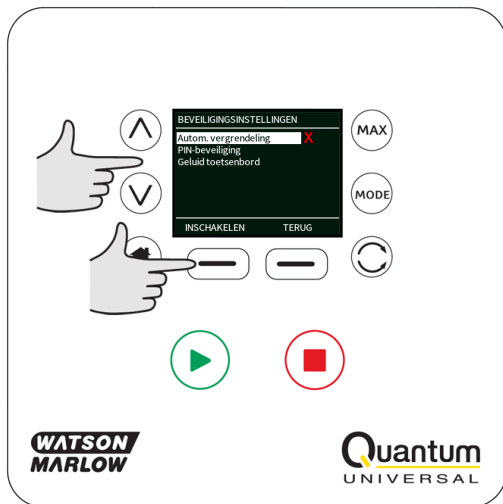 BEVEILIGINGSINSTELLINGEN
Autom. vergrendeling X
PIN-beveiliging
Geluid toetsenbord
INSCHAKELEN TERUG
MAX
MODE
WATSON
MARLOW
Quantum
UNIVERSAL